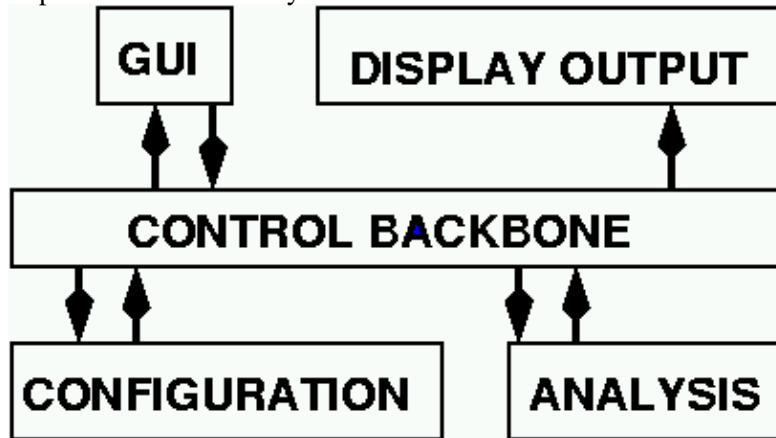 GUI
DISPLAY OUTPUT
CONTROL BACKBONE
CONFIGURATION
ANALYSIS